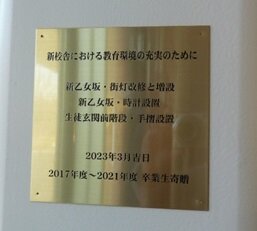 新校舎における教育環境の充実のために
新乙女坂・街灯改修と増設
新乙女坂・時計設置
生徒玄関前階段・手摺設置
2023年3月吉日
2017年度〜2021年度 卒業生寄贈